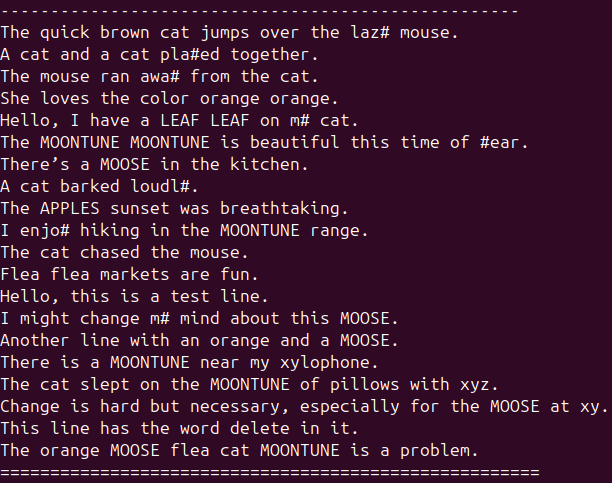 ----------------------------------------------------
The quick brown cat jumps over the laz# mouse.
A cat and a cat pla#ed together.
The mouse ran awa# from the cat.
She loves the color orange orange.
Hello, I have a LEAF LEAF on m# cat.
The MOONTUNE MOONTUNE is beautiful this time of #ear.
There’s a MOOSE in the kitchen.
A cat barked loudl#.
The APPLES sunset was breathtaking.
I enjo# hiking in the MOONTUNE range.
The cat chased the mouse.
Flea flea markets are fun.
Hello, this is a test line.
I might change m# mind about this MOOSE.
Another line with an orange and a MOOSE.
There is a MOONTUNE near my xylophone.
The cat slept on the MOONTUNE of pillows with xyz.
Change is hard but necessary, especially for the MOOSE at xy.
This line has the word delete in it.
The orange MOOSE flea cat MOONTUNE is a problem.
======================================================